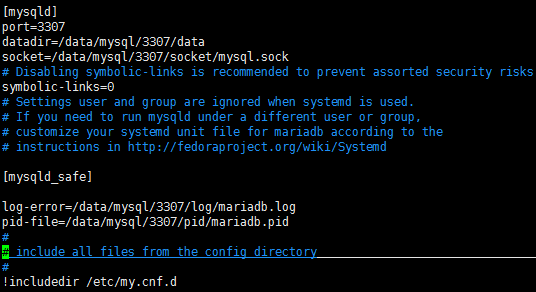 [mysqld]
port=3307
datadir=/data/mysql/3307/data
socket=/data/mysql/3307/socket/mysql.sock
# Disabling symbolic-links is recommended to prevent assorted security risks
symbolic-links=0
# Settings user and group are ignored when systemd is used.
# If you need to run mysqld under a different user or group,
# customize your systemd unit file for mariadb according to the
# instructions in http://fedoraproject.org/wiki/Systemd
[mysqld_safe]
log-error=/data/mysql/3307/log/mariadb.log
pid-file=/data/mysql/3307/pid/mariadb.pid
#
# include all files from the config directory
#
!includedir /etc/my.cnf.d